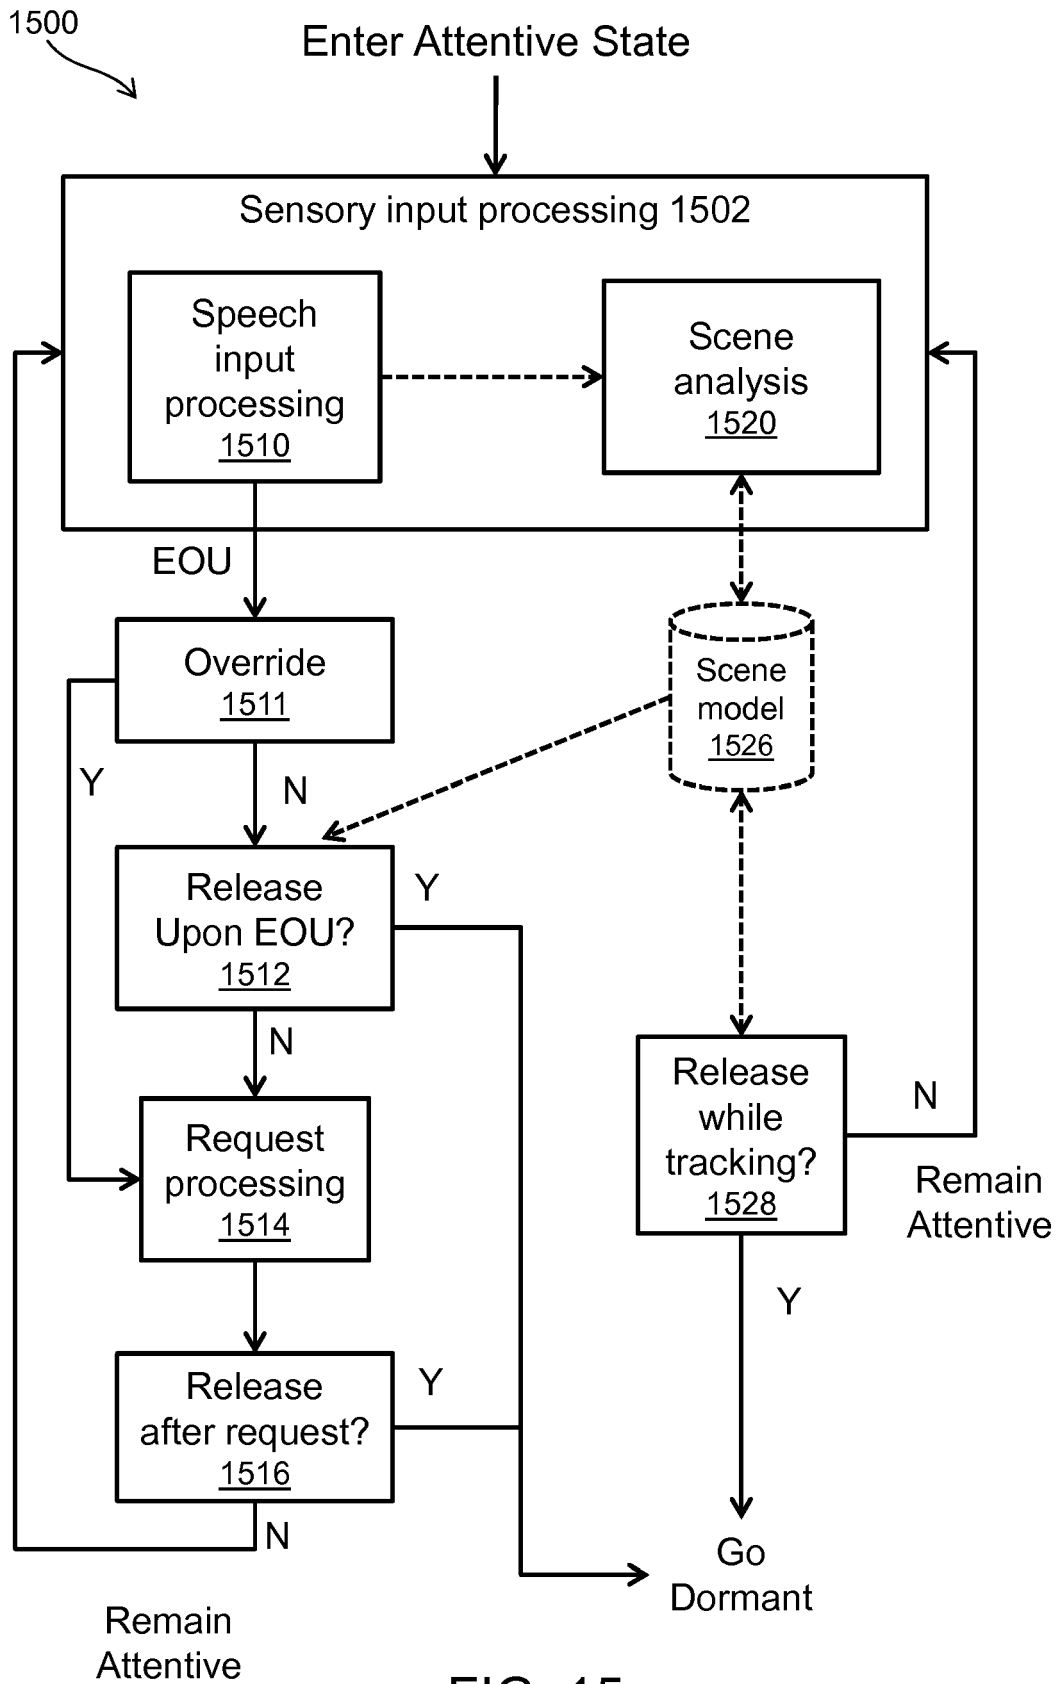 1500
Enter Attentive State
Sensory input processing 1502
Speech
input
processing
1510
Scene
analysis
1520
EOU
Override
1511
Y
N
Scene
model
1526
Release
Upon EOU?
1512
Y
N
Request
processing
1514
Release
while
tracking?
1528
N
Remain
Attentive
Y
Release
after request?
1516
Y
N
Go
Dormant
Remain
Attentive
FIG. 15